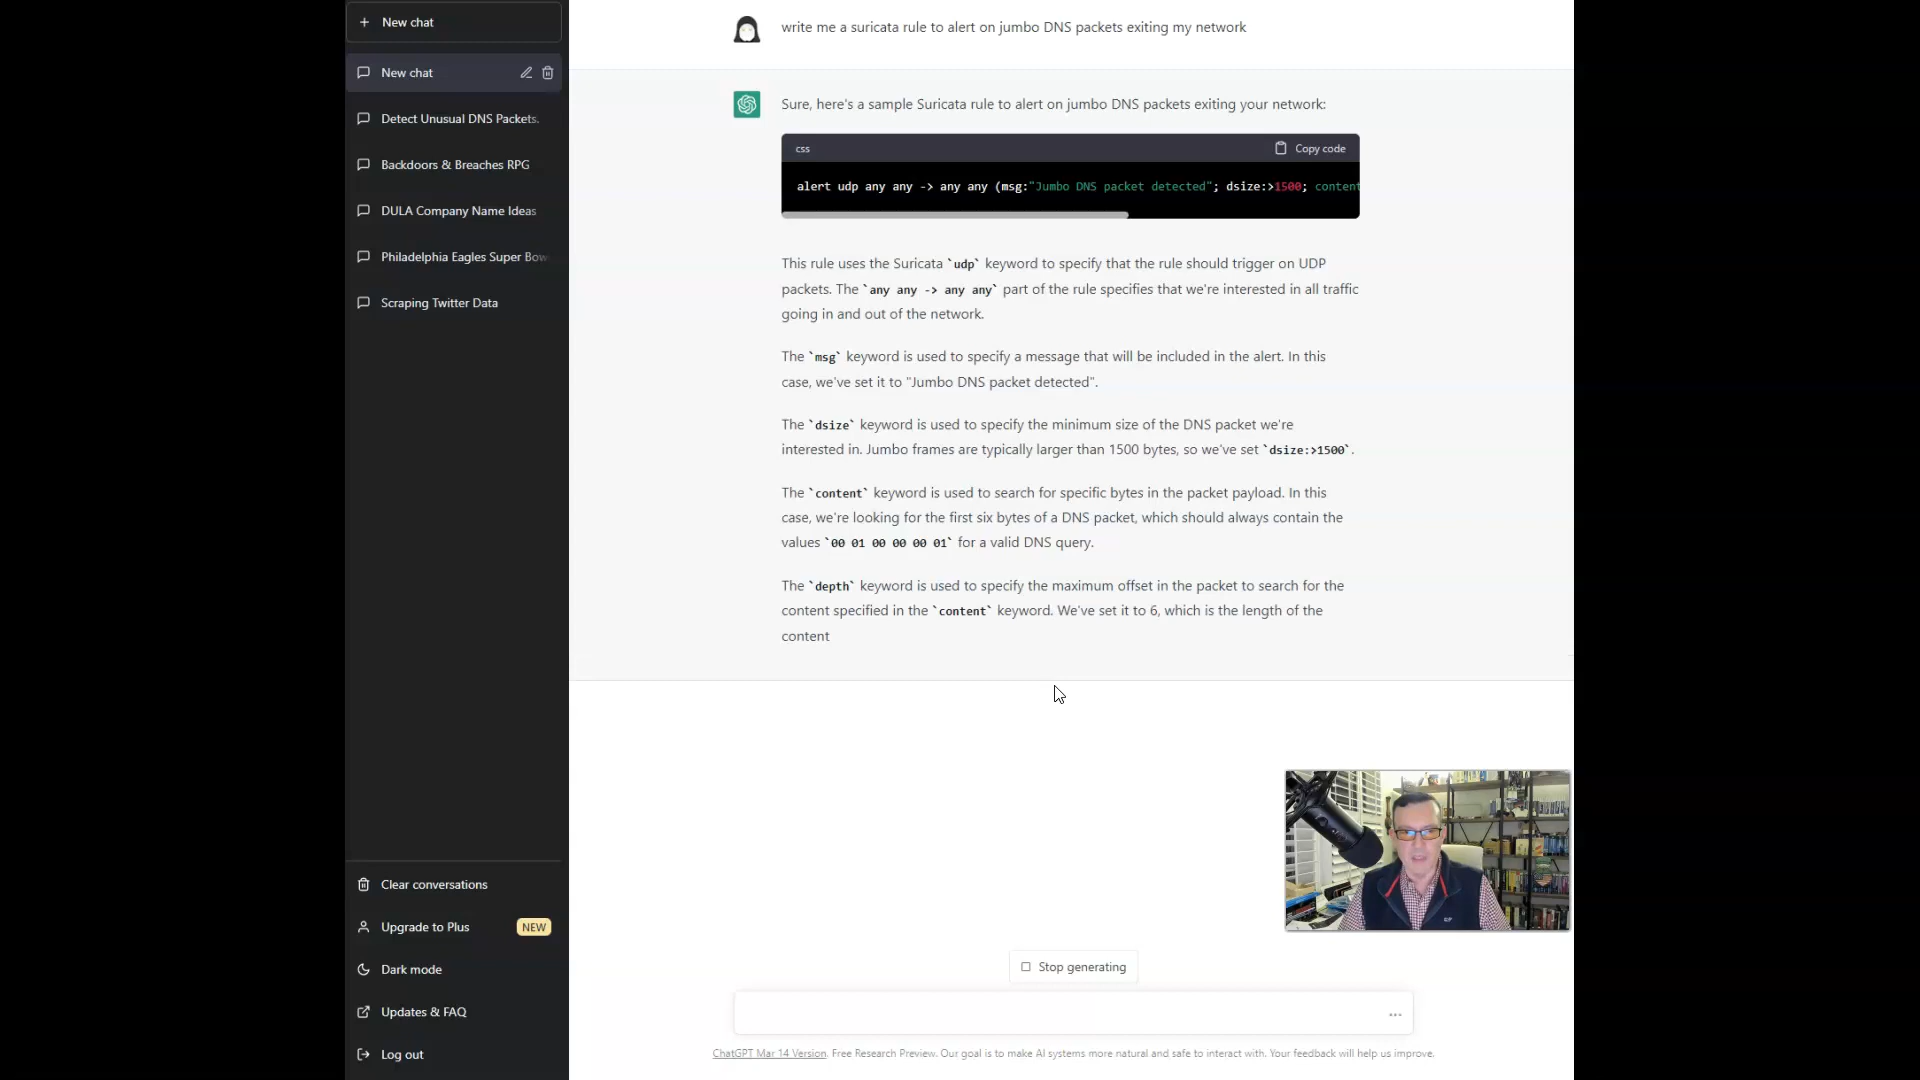 New chat
New chat
Detect Unusual DNS Packets.
Backdoors & Breaches RPG
DULA Company Name Ideas
Philadelphia Eagles Super Bow
Scraping Twitter Data
Clear conversations
Upgrade to Plus NEW
Dark mode
Updates & FAQ
Log out
write me a suricata rule to alert on jumbo DNS packets exiting my network
Sure, here's a sample Suricata rule to alert on jumbo DNS packets exiting your network:
css Copy code
alert udp any any -> any any (msg:"Jumbo DNS packet detected"; dsize:>1500; content
This rule uses the Suricata `udp` keyword to specify that the rule should trigger on UDP
packets. The `any any -> any any` part of the rule specifies that we're interested in all traffic
going in and out of the network.
The `msg` keyword is used to specify a message that will be included in the alert. In this
case, we've set it to "Jumbo DNS packet detected".
The `dsize` keyword is used to specify the minimum size of the DNS packet we're
interested in. Jumbo frames are typically larger than 1500 bytes, so we've set `dsize:>1500`.
The `content` keyword is used to search for specific bytes in the packet payload. In this
case, we're looking for the first six bytes of a DNS packet, which should always contain the
values `00 01 00 00 00 01` for a valid DNS query.
The `depth` keyword is used to specify the maximum offset in the packet to search for the
content specified in the `content` keyword. We've set it to 6, which is the length of the
content
Stop generating
ChatGPT Mar 14 Version. Free Research Preview. Our goal is to make AI systems more natural and safe to interact with. Your feedback will help us improve.